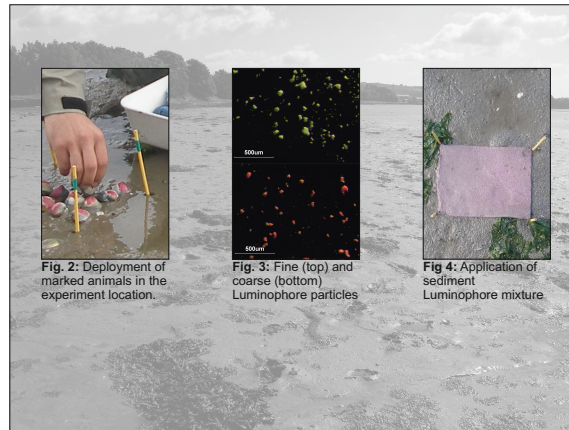 500um
500um
Fig. 2: Deployment of
marked animals in the
experiment location.
Fig. 3: Fine (top) and
coarse (bottom)
Luminophore particles
Fig 4: Application of
sediment
Luminophore mixture